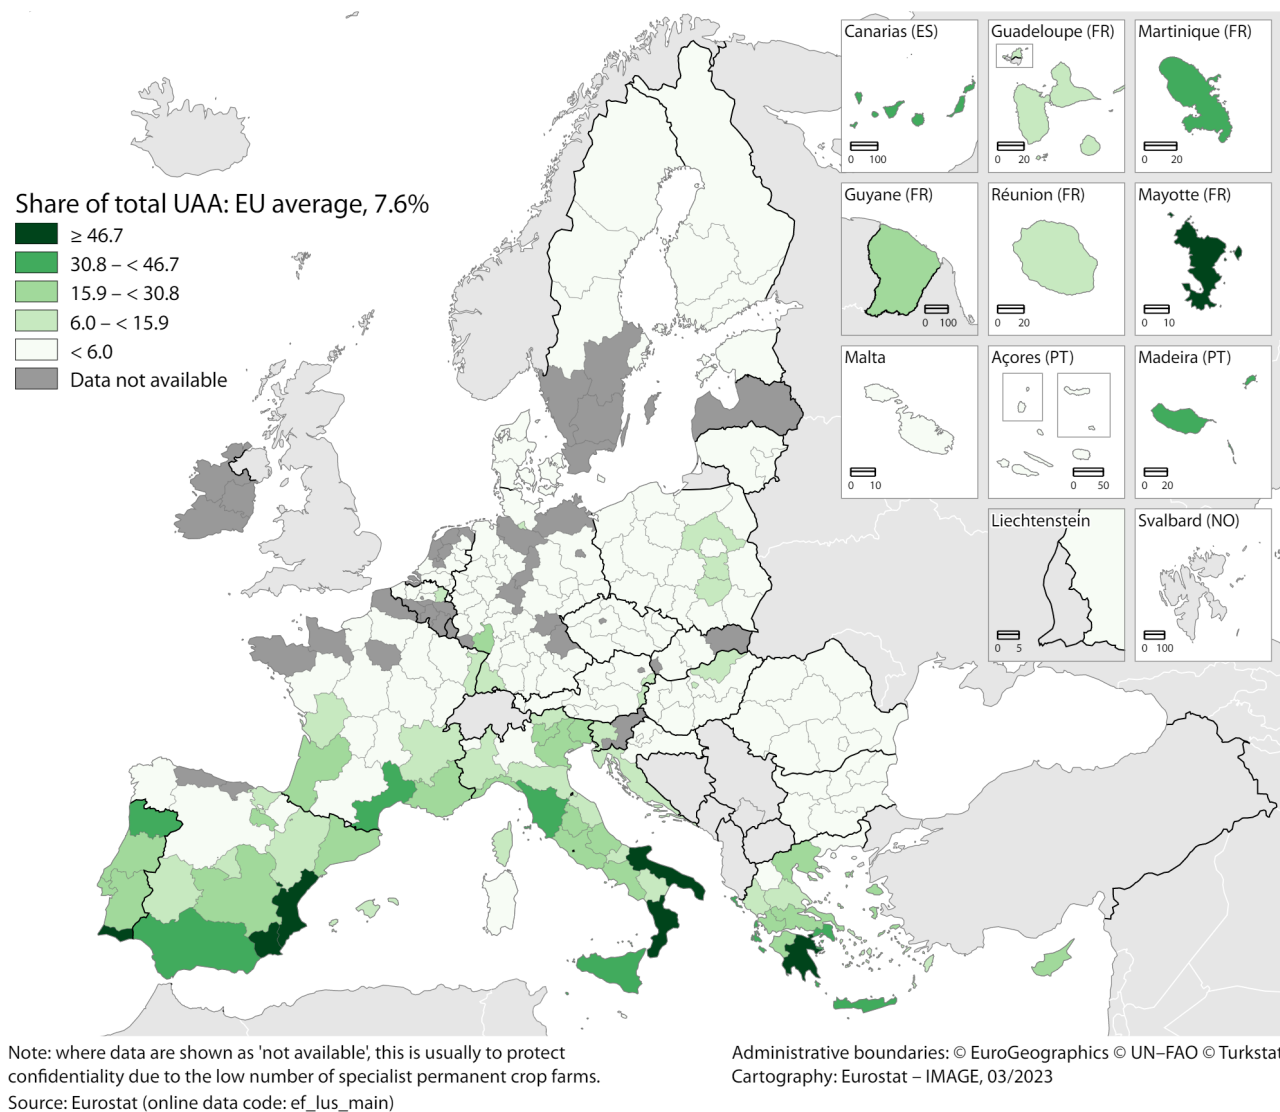 Share of total UAA: EU average, 7.6%
≥ 46.7
30.8 – < 46.7
15.9 – < 30.8
6.0 – < 15.9
< 6.0
Data not available
Canarias (ES)
0 100
Guadeloupe (FR)
0 20
Martinique (FR)
0 20
Guyane (FR)
0 100
Réunion (FR)
0 20
Mayotte (FR)
0 10
Malta
0 10
Açores (PT)
0 50
Madeira (PT)
0 20
Liechtenstein
0 5
Svalbard (NO)
0 100
Note: where data are shown as 'not available', this is usually to protect
confidentiality due to the low number of specialist permanent crop farms.
Source: Eurostat (online data code: ef_lus_main)
Administrative boundaries: © EuroGeographics © UN–FAO © Turkstat
Cartography: Eurostat – IMAGE, 03/2023